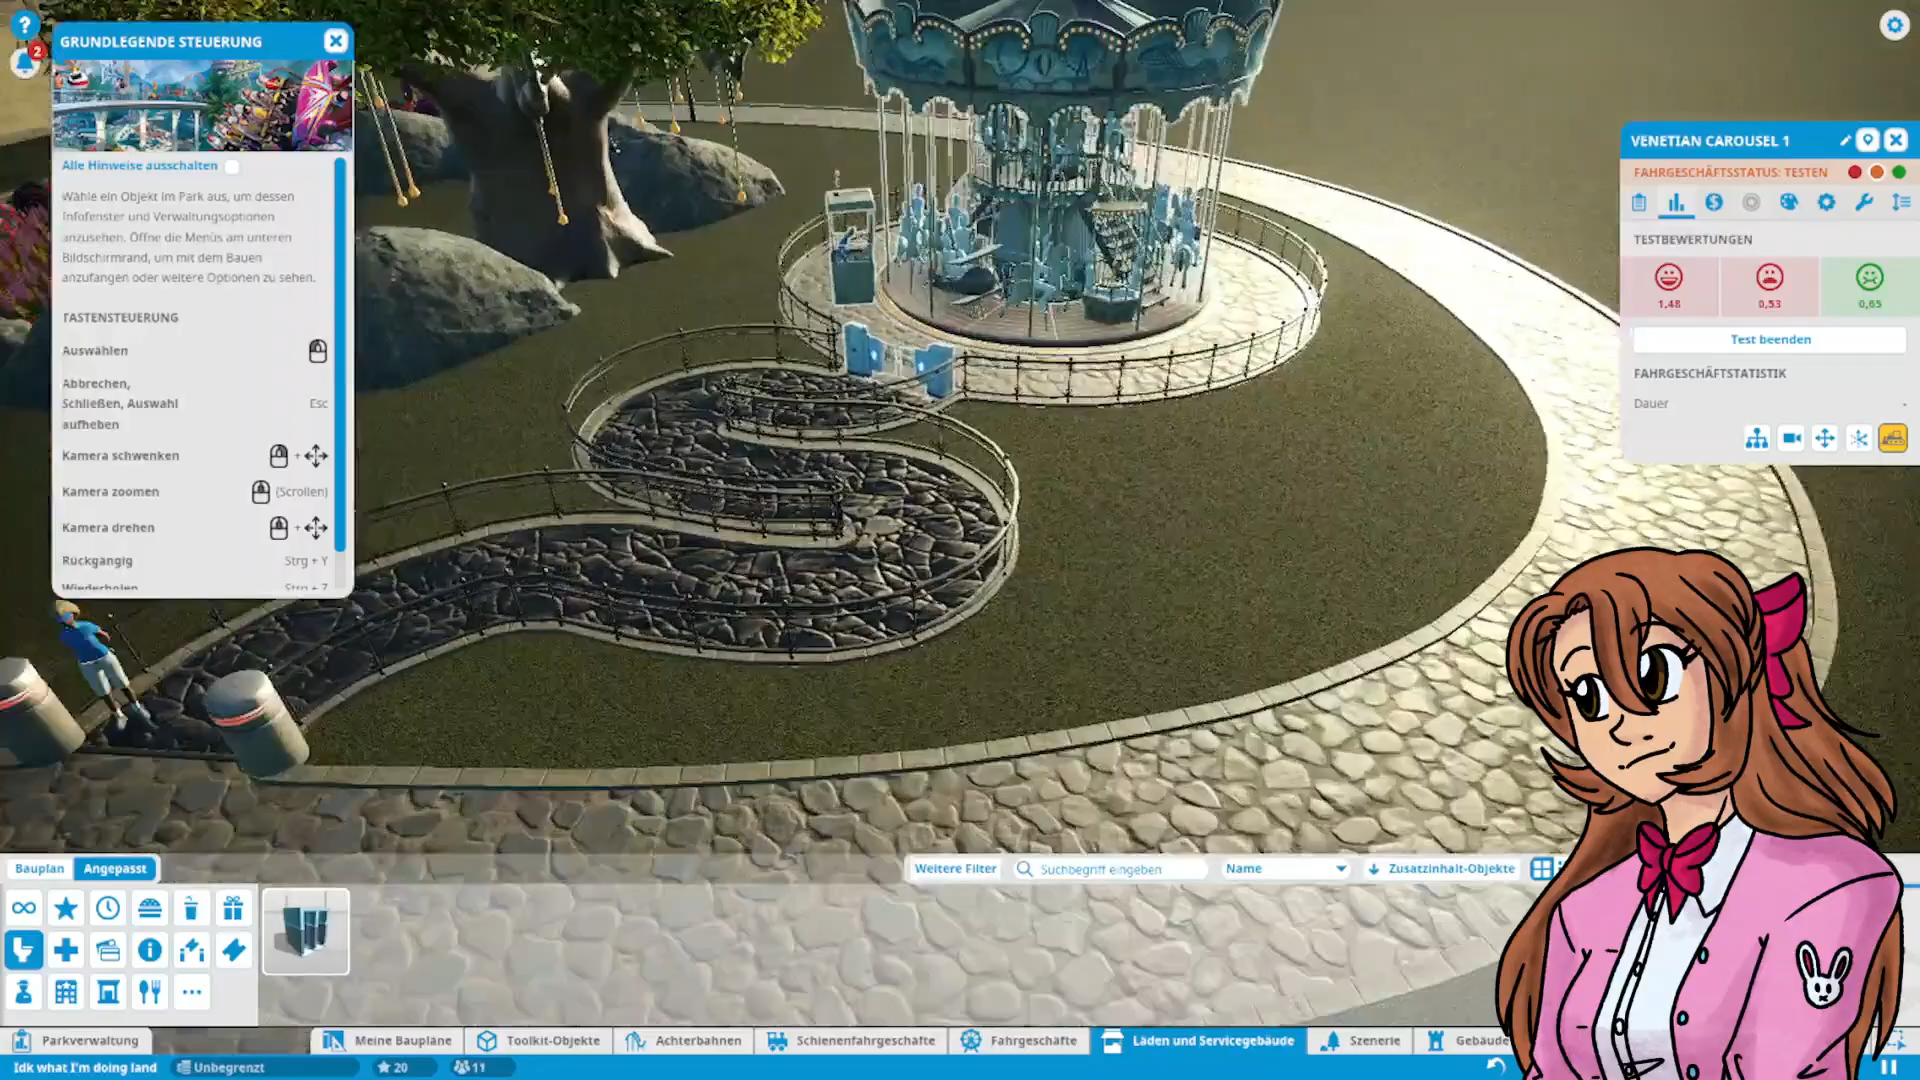 ?
2
GRUNDLEGENDE STEUERUNG
Alle Hinweise ausschalten
Wähle ein Objekt im Park aus, um dessen
Infofenster und Verwaltungsoptionen
anzusehen. Öffne die Menüs am unteren
Bildschirmrand, um mit dem Bauen
anzufangen oder weitere Optionen zu sehen.
TASTENSTEUERUNG
Auswählen
Abbrechen,
Schließen, Auswahl
aufheben
Esc
Kamera schwenken
+
Kamera zoomen
(Scrollen)
Kamera drehen
+
Rückgängig
Strg + Y
Wiederholen
Strg + Z
VENETIAN CAROUSEL 1
FAHRGESCHÄFTSSTATUS: TESTEN
TESTBEWERTUNGEN
1,48
0,53
0,65
Test beenden
FAHRGESCHÄFTSTATISTIK
Dauer
-
Bauplan
Angepasst
Weitere Filter
Suchbegriff eingeben
Name
Zusatzinhalt-Objekte
Parkverwaltung
Meine Baupläne
Toolkit-Objekte
Achterbahnen
Schienenfahrgeschäfte
Fahrgeschäfte
Läden und Servicegebäude
Szenerie
Gebäude
Idk what I'm doing land
Unbegrenzt
20
11